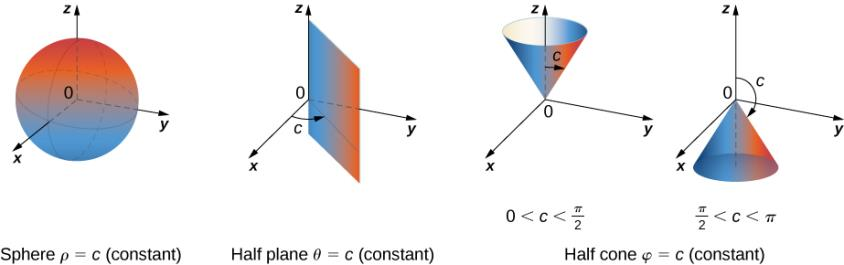 z
0
y
x
Sphere ρ = c (constant)
z
0
c
y
x
Half plane θ = c (constant)
z
c
0
y
x
0 < c < π/2
z
c
0
y
x
π/2 < c < π
Half cone φ = c (constant)